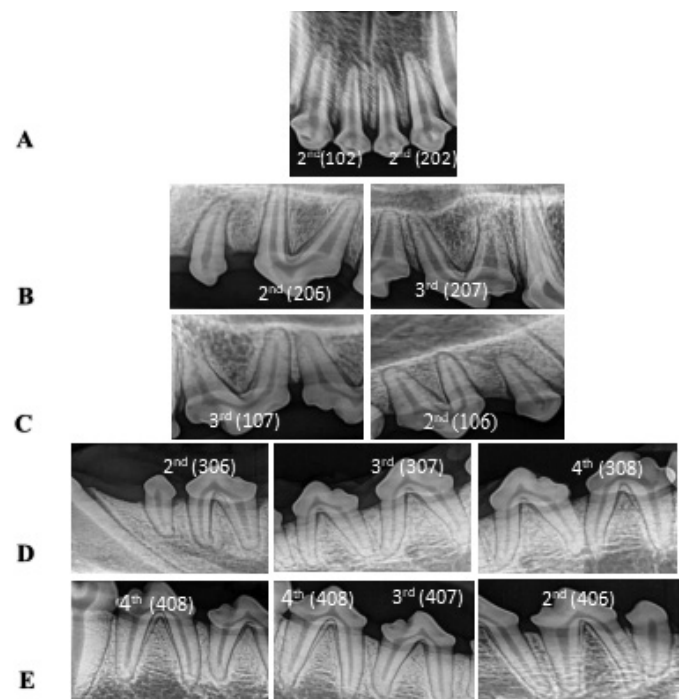 A
2nd (102) 2nd (202)
B
2nd (206) 3rd (207)
C
3rd (107) 2nd (106)
D
2nd (306) 3rd (307) 4th (308)
E
4th (408) 4th (408) 3rd (407) 2nd (406)